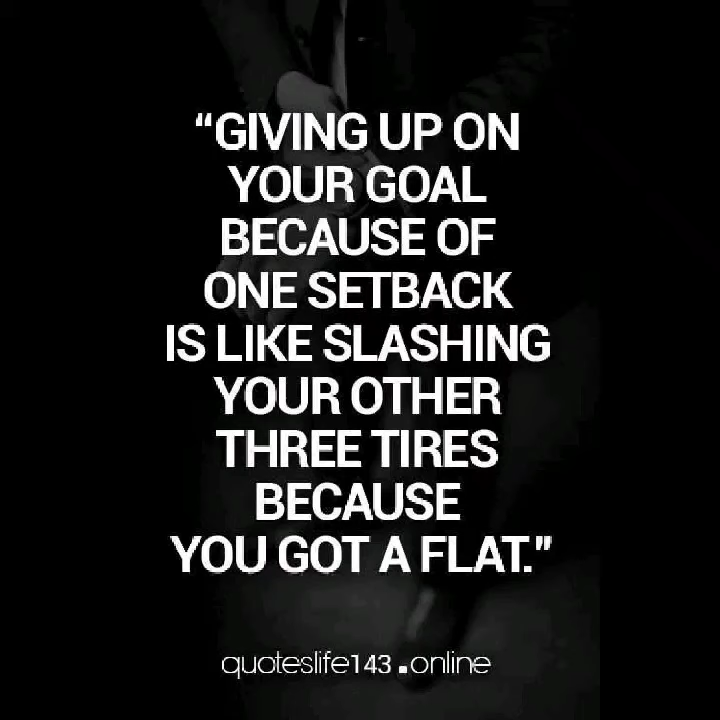 “GIVING UP ON
YOUR GOAL
BECAUSE OF
ONE SETBACK
IS LIKE SLASHING
YOUR OTHER
THREE TIRES
BECAUSE
YOU GOT A FLAT.”
quoteslife143.online